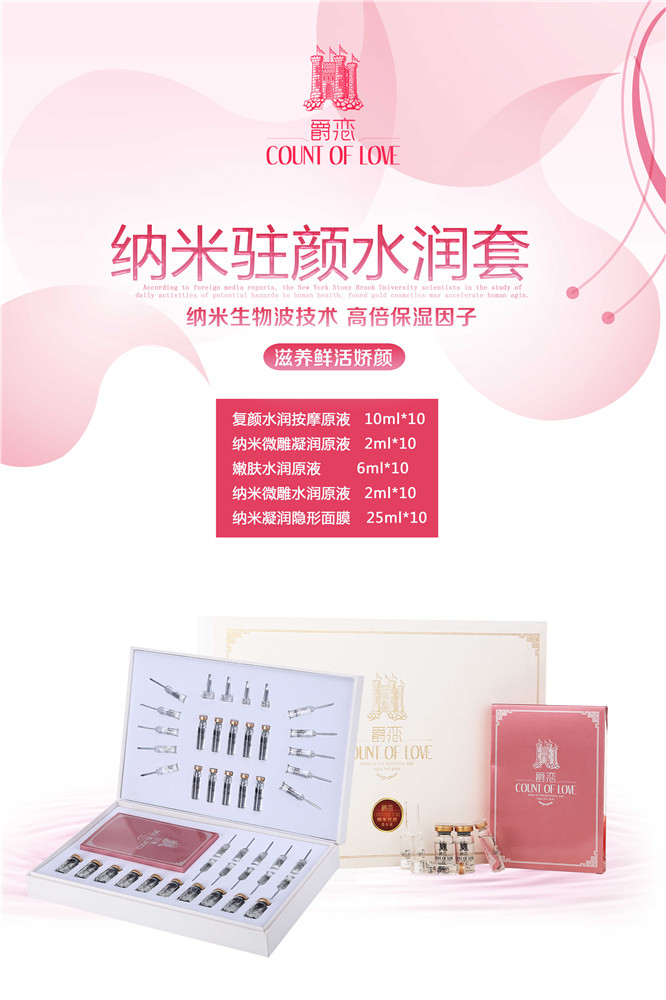 爵恋
COUNT OF LOVE
纳米驻颜水润套
According to foreign media reports, the New York Stony Brook University scientists in the study of
daily activities of potential hazards to human health, found gold cosmetics may accelerate human agin.
纳米生物波技术 高倍保湿因子
滋养鲜活娇颜
复颜水润按摩原液 10ml*10
纳米微雕凝润原液 2ml*10
嫩肤水润原液 6ml*10
纳米微雕水润原液 2ml*10
纳米凝润隐形面膜 25ml*10
爵恋
COUNT OF LOVE
爵恋
COUNT OF LOVE
爵恋
COUNT OF LOVE